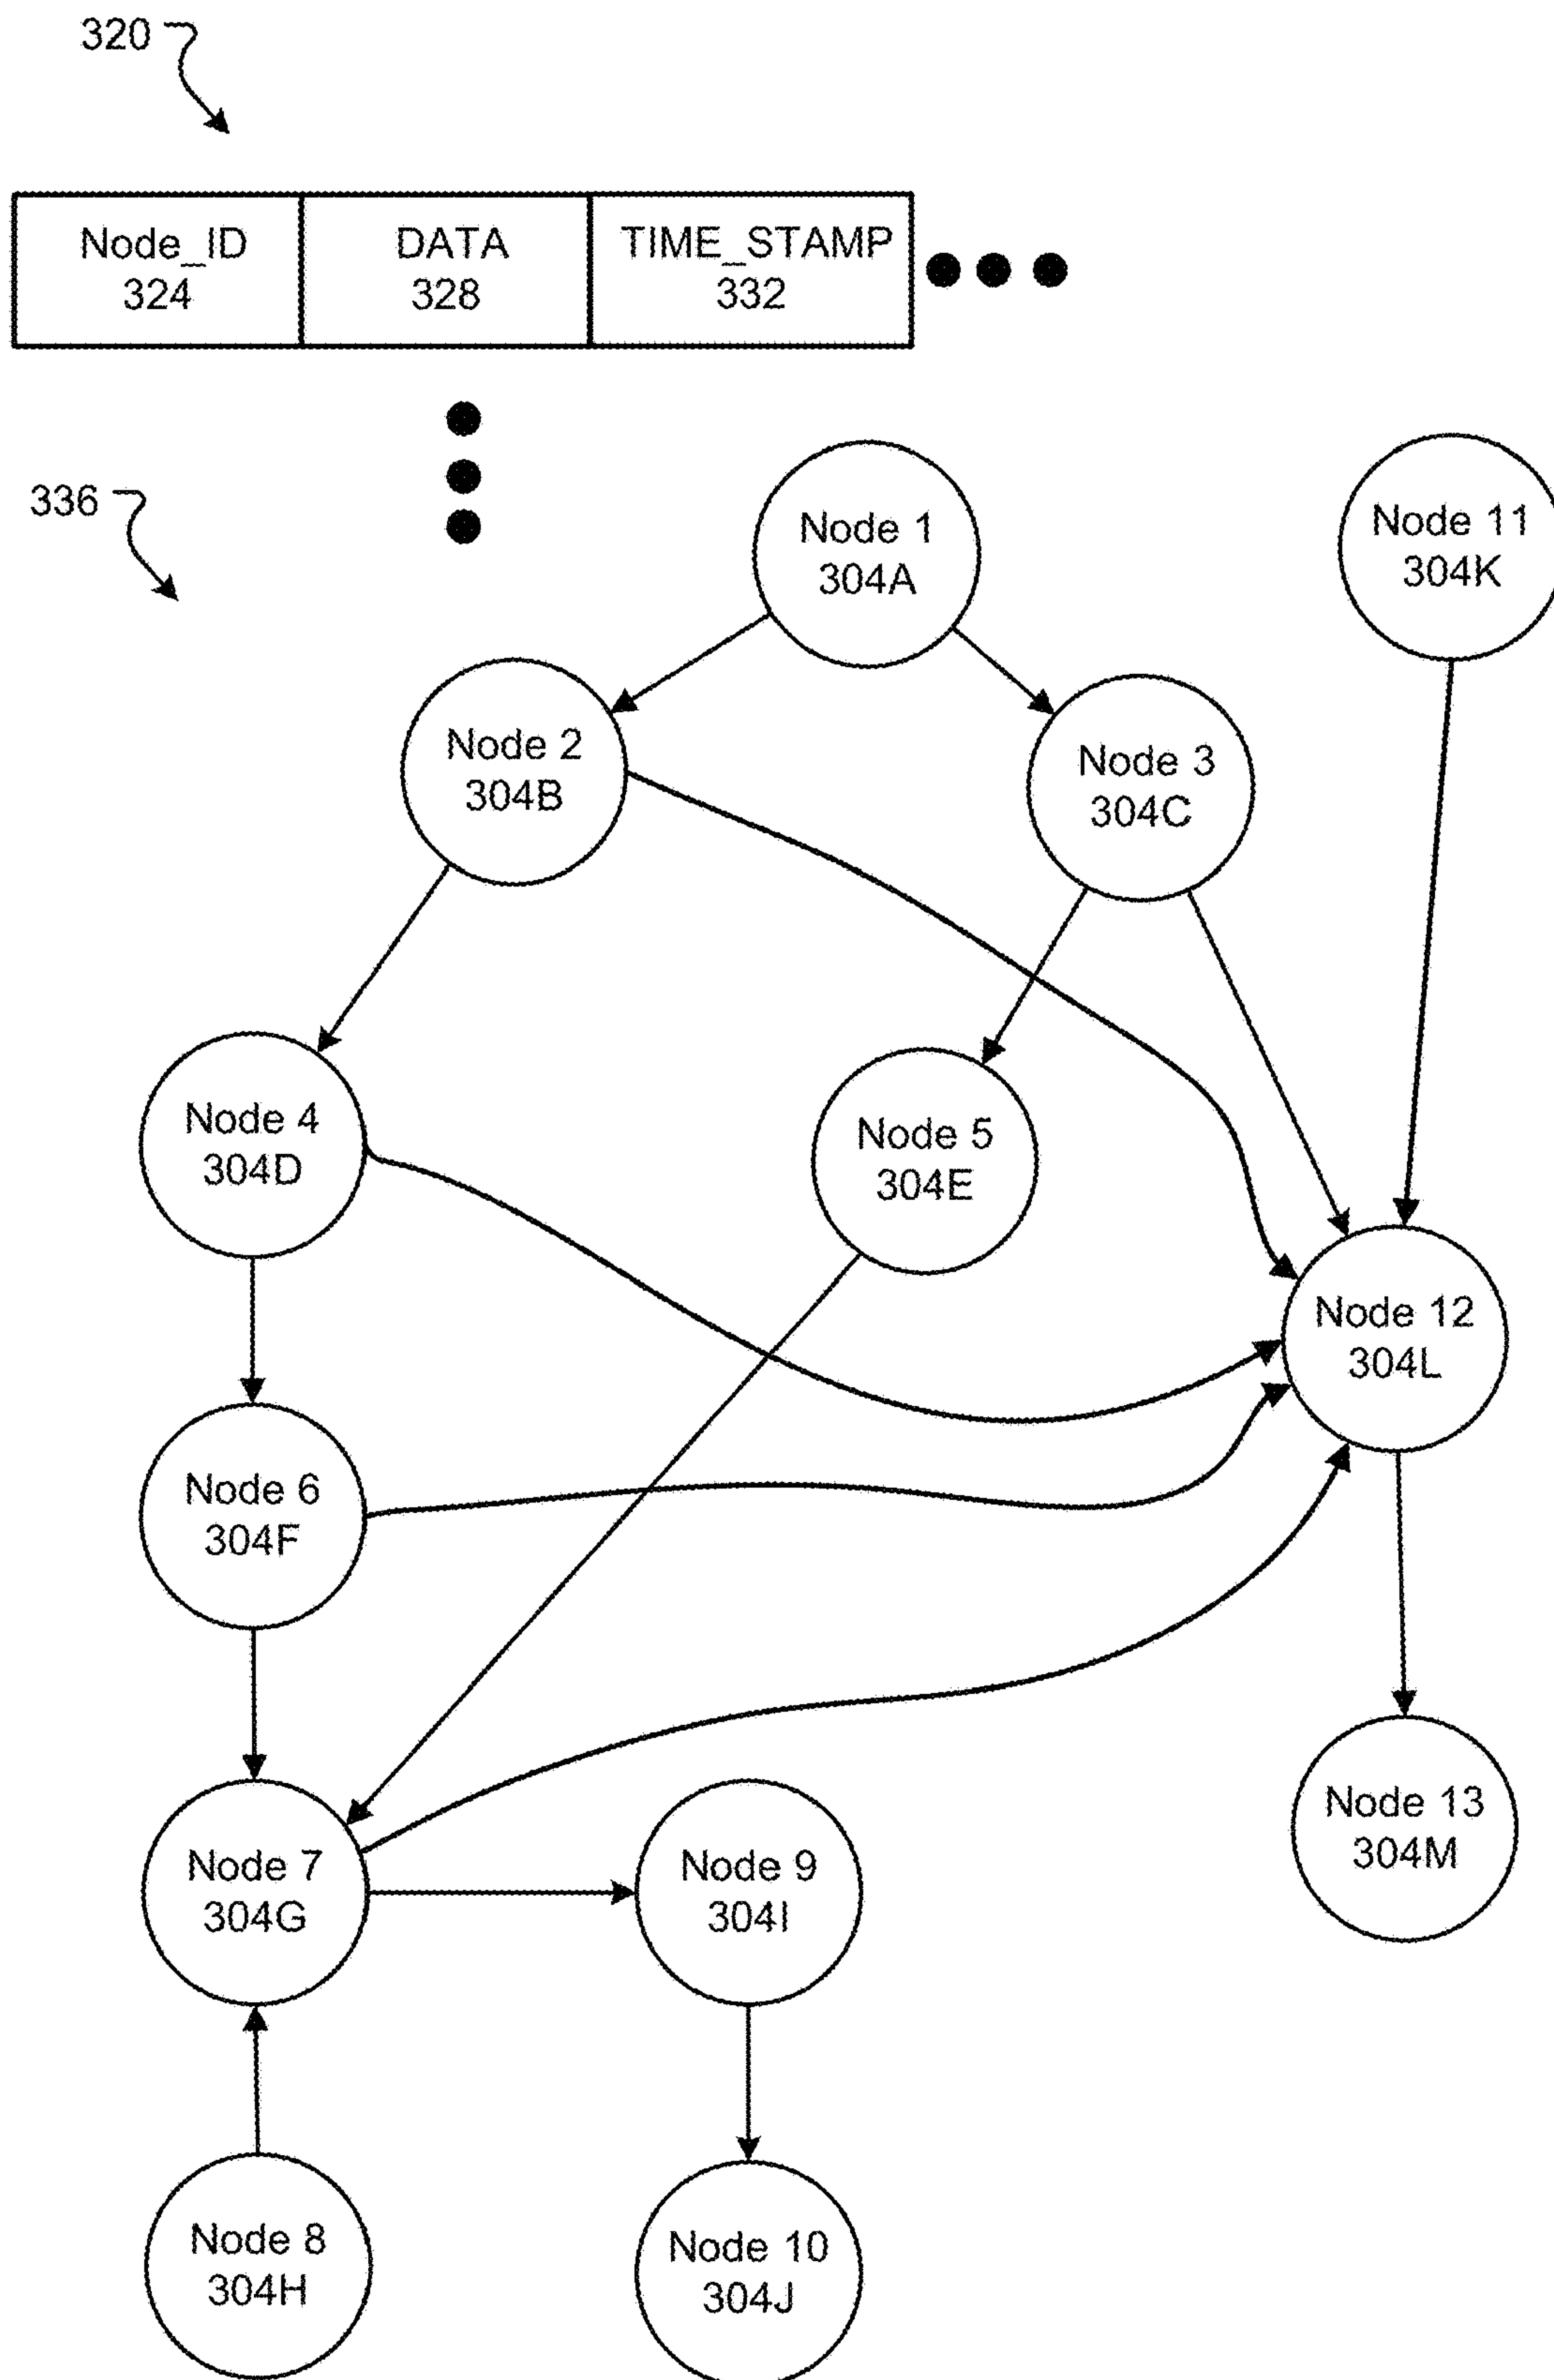 320
Node_ID
324
DATA
328
TIME_STAMP
332
336
Node 1
304A
Node 11
304K
Node 2
304B
Node 3
304C
Node 4
304D
Node 5
304E
Node 12
304L
Node 6
304F
Node 13
304M
Node 7
304G
Node 9
304I
Node 8
304H
Node 10
304J